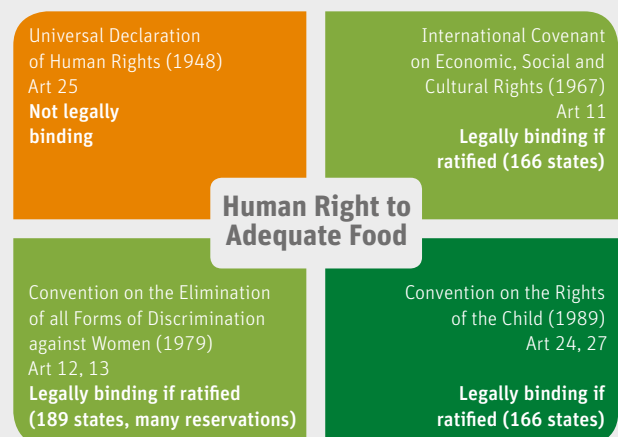 Universal Declaration
of Human Rights (1948)
Art 25
Not legally
binding
International Covenant
on Economic, Social and
Cultural Rights (1967)
Art 11
Legally binding if
ratified (166 states)
Human Right to
Adequate Food
Convention on the Elimination
of all Forms of Discrimination
against Women (1979)
Art 12, 13
Legally binding if ratified
(189 states, many reservations)
Convention on the Rights
of the Child (1989)
Art 24, 27
Legally binding if
ratified (166 states)